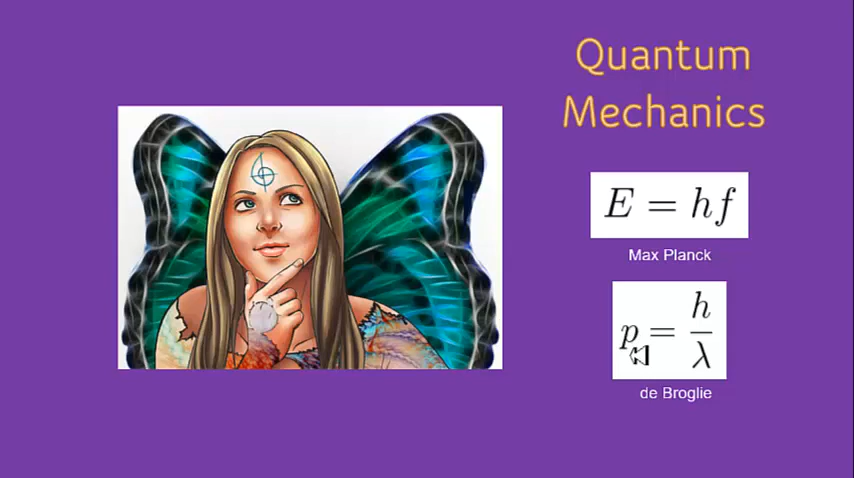 Quantum
Mechanics
E = hf
Max Planck
p = h/λ
de Broglie